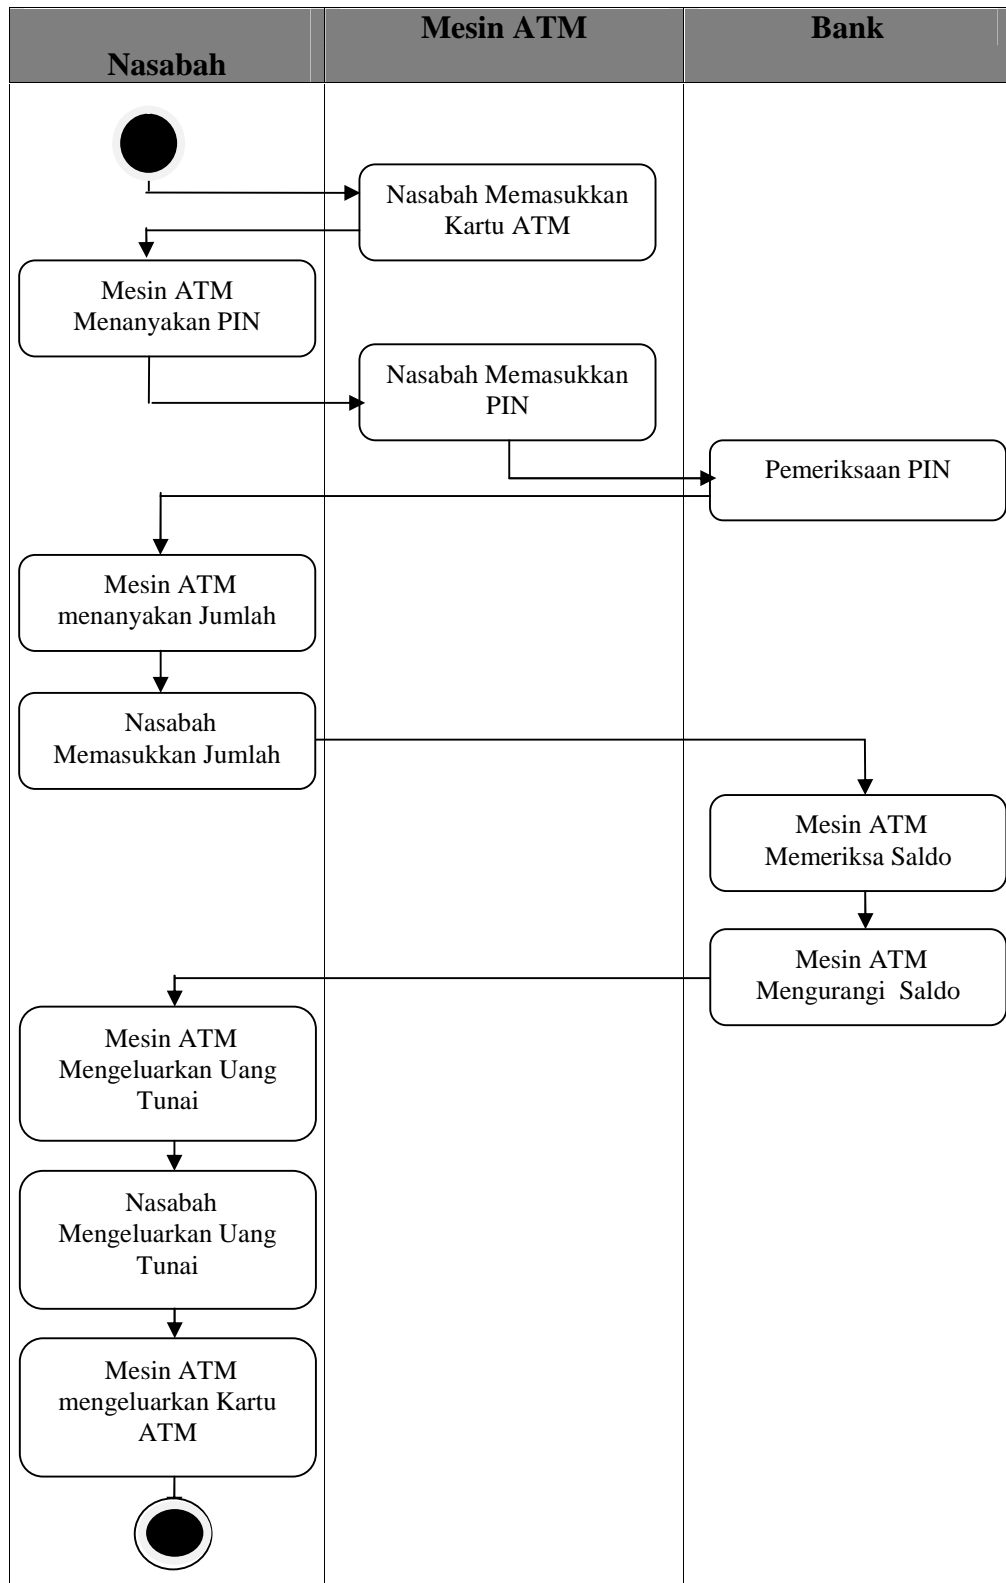 Nasabah
Mesin ATM
Bank
Nasabah Memasukkan
Kartu ATM
Mesin ATM
Menanyakan PIN
Nasabah Memasukkan
PIN
Pemeriksaan PIN
Mesin ATM
menanyakan Jumlah
Nasabah
Memasukkan Jumlah
Mesin ATM
Memeriksa Saldo
Mesin ATM
Mengurangi  Saldo
Mesin ATM
Mengeluarkan Uang
Tunai
Nasabah
Mengeluarkan Uang
Tunai
Mesin ATM
mengeluarkan Kartu
ATM